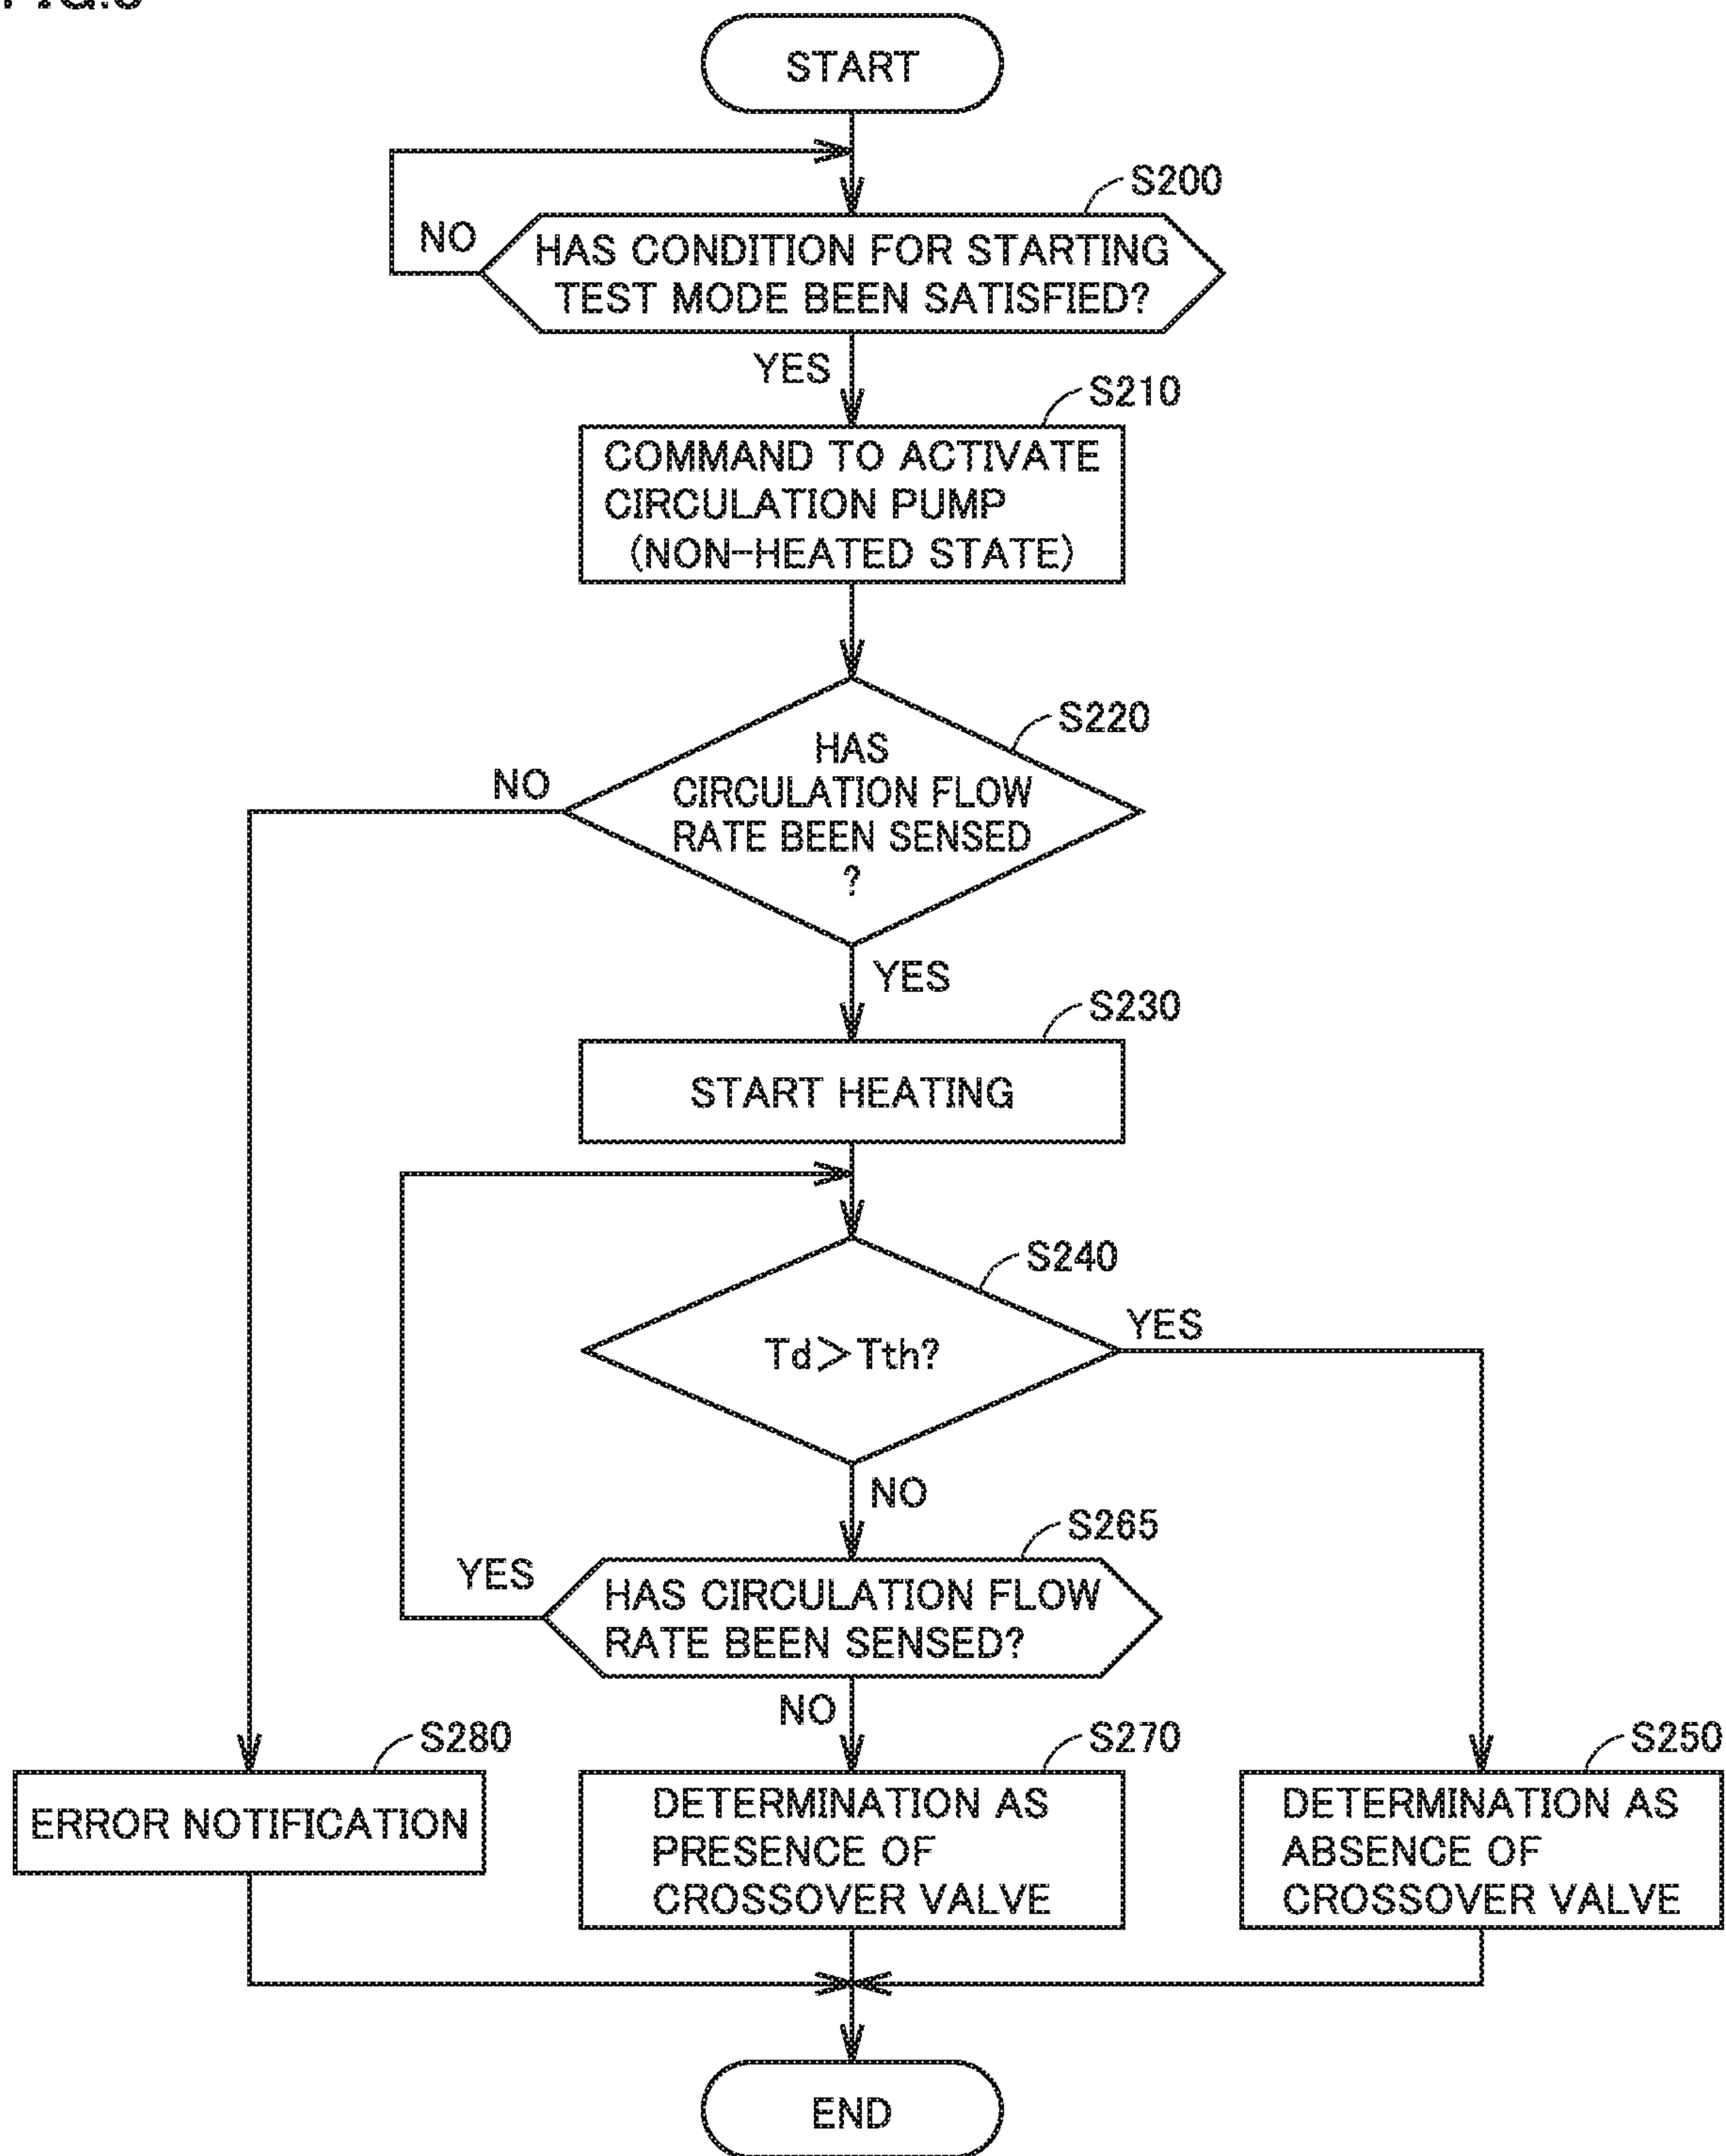 START
S200
NO
HAS CONDITION FOR STARTING
TEST MODE BEEN SATISFIED?
YES
S210
COMMAND TO ACTIVATE
CIRCULATION PUMP
(NON-HEATED STATE)
S220
HAS
CIRCULATION FLOW
RATE BEEN SENSED
?
NO
YES
S230
START HEATING
S240
Td>Tth?
YES
NO
S265
YES
HAS CIRCULATION FLOW
RATE BEEN SENSED?
NO
S280
ERROR NOTIFICATION
S270
DETERMINATION AS
PRESENCE OF
CROSSOVER VALVE
S250
DETERMINATION AS
ABSENCE OF
CROSSOVER VALVE
END